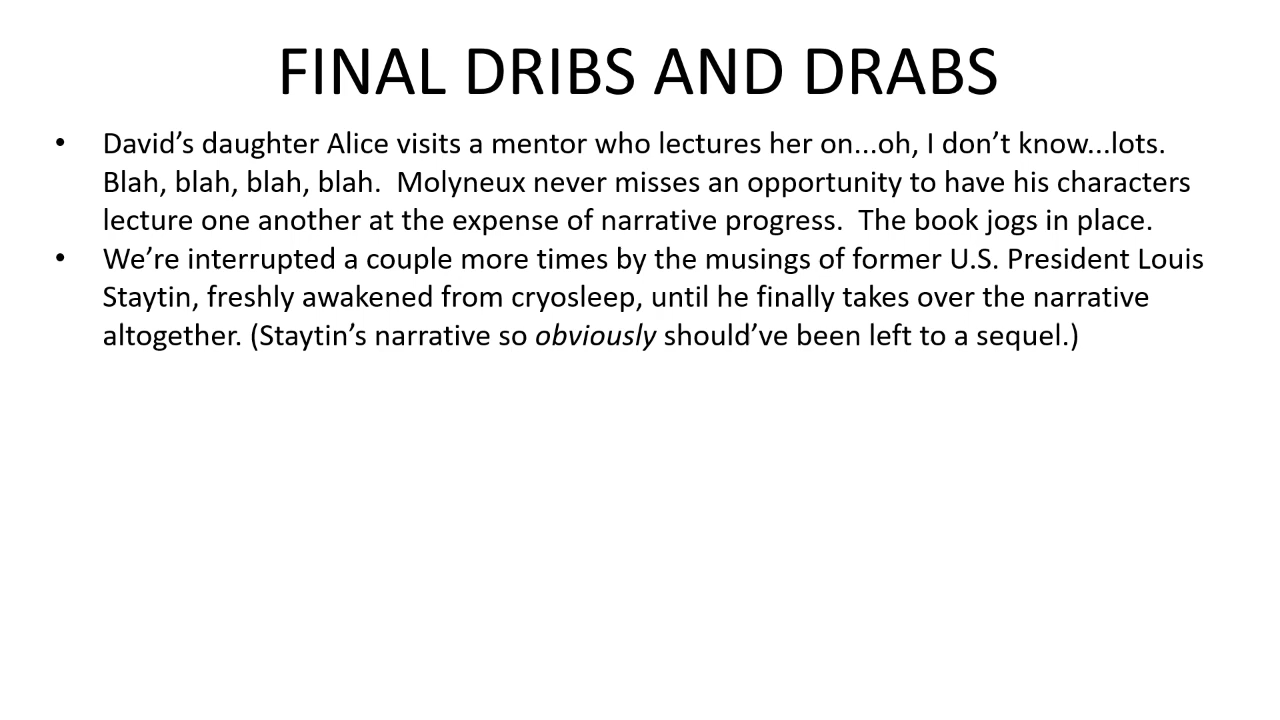 FINAL DRIBS AND DRABS
• David’s daughter Alice visits a mentor who lectures her on...oh, I don’t know...lots.
Blah, blah, blah, blah.  Molyneux never misses an opportunity to have his characters
lecture one another at the expense of narrative progress.  The book jogs in place.
• We’re interrupted a couple more times by the musings of former U.S. President Louis
Staytin, freshly awakened from cryosleep, until he finally takes over the narrative
altogether. (Staytin’s narrative so obviously should’ve been left to a sequel.)